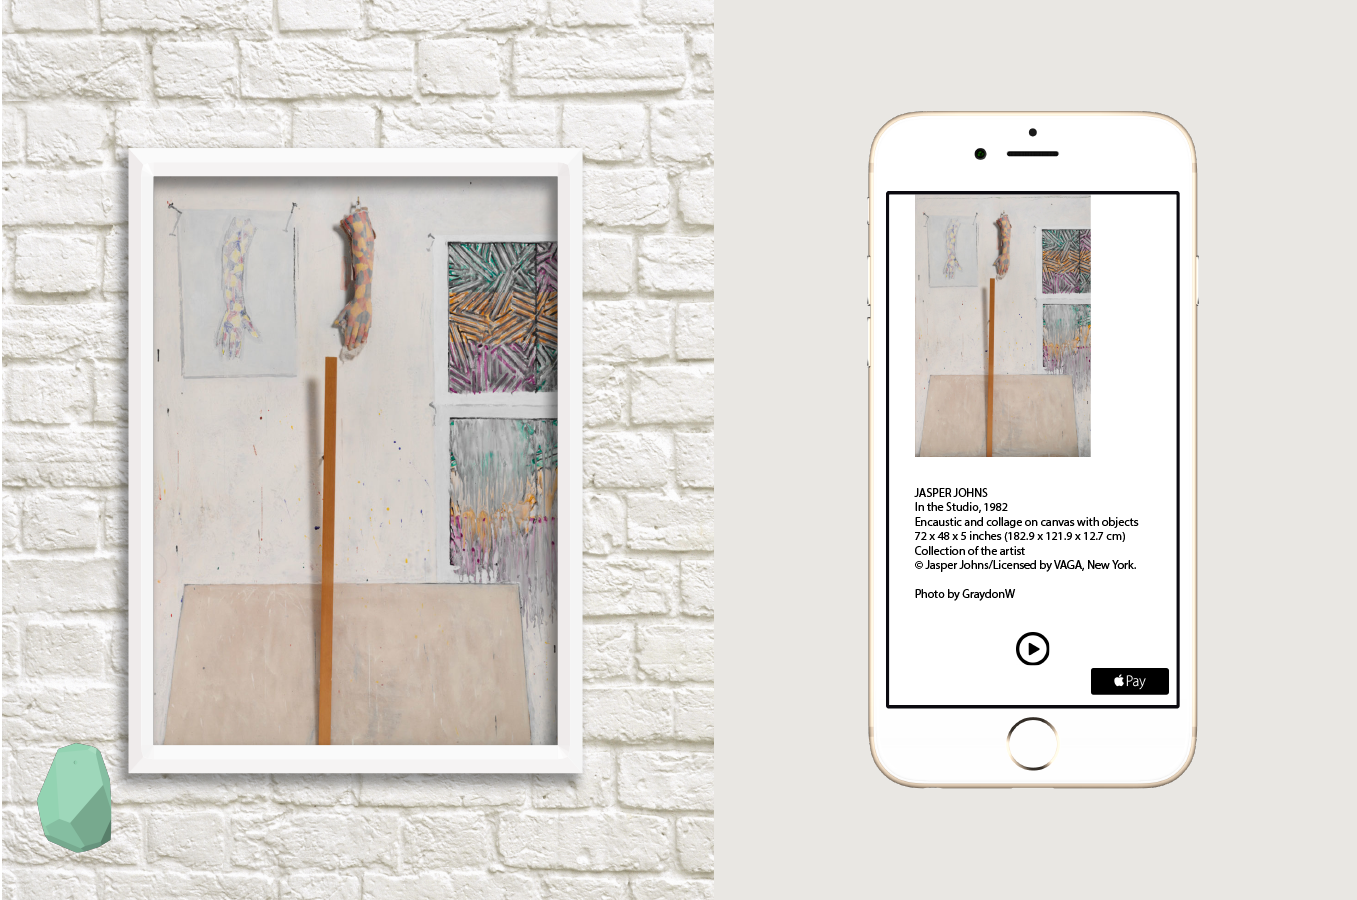 JASPER JOHNS
In the Studio, 1982
Encaustic and collage on canvas with objects
72 x 48 x 5 inches (182.9 x 121.9 x 12.7 cm)
Collection of the artist
© Jasper Johns/Licensed by VAGA, New York.
Photo by GraydonW
Pay